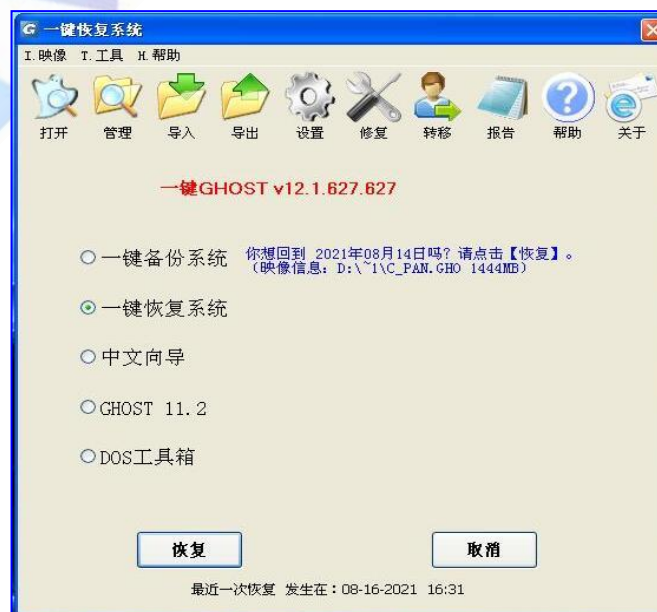 一键恢复系统
I.映像 T.工具 H.帮助
打开 管理 导入 导出 设置 修复 转移 报告 帮助 关于
一键GHOST v12.1.627.627
一键备份系统 你想回到 2021年08月14日吗?请点击【恢复】。
(映像信息: D:\~1\C_PAN.GHO 1444MB)
一键恢复系统
中文向导
GHOST 11.2
DOS工具箱
恢复 取消
最近一次恢复 发生在:08-16-2021 16:31